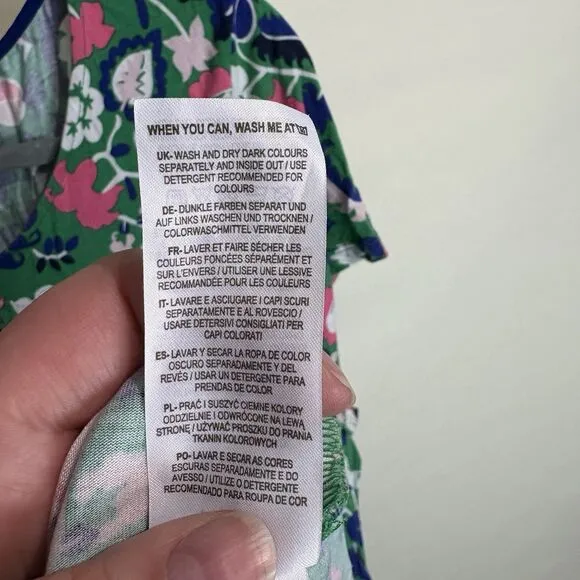 WHEN YOU CAN, WASH ME AT
UK- WASH AND DRY DARK COLOURS
SEPARATELY AND INSIDE OUT / USE
DETERGENT RECOMMENDED FOR
COLOURS
DE- DUNKLE FARBEN SEPARAT UND
AUF LINKS WASCHEN UND TROCKNEN /
COLORWASCHMITTEL VERWENDEN
FR- LAVER ET FAIRE SÉCHER LES
COULEURS FONCÉES SÉPARÉMENT ET
SUR L'ENVERS / UTILISER UNE LESSIVE
RECOMMANDÉE POUR LES COULEURS
IT- LAVARE E ASCIUGARE I CAPI SCURI
SEPARATAMENTE E AL ROVESCIO /
USARE DETERSIVI CONSIGLIATI PER
CAPI COLORATI
ES- LAVAR Y SECAR LA ROPA DE COLOR
OSCURO SEPARADAMENTE Y DEL
REVÉS / USAR UN DETERGENTE PARA
PRENDAS DE COLOR
PL- PRAĆ I SUSZYĆ CIEMNE KOLORY
ODDZIELNIE I ODWRÓCONE NA LEWĄ
STRONĘ / UŻYWAĆ PROSZKU DO PRANIA
TKANIN KOLOROWYCH
PO- LAVAR E SECAR AS CORES
ESCURAS SEPARADAMENTE E DO
AVESSO / UTILIZE O DETERGENTE
RECOMENDADO PARA ROUPA DE COR